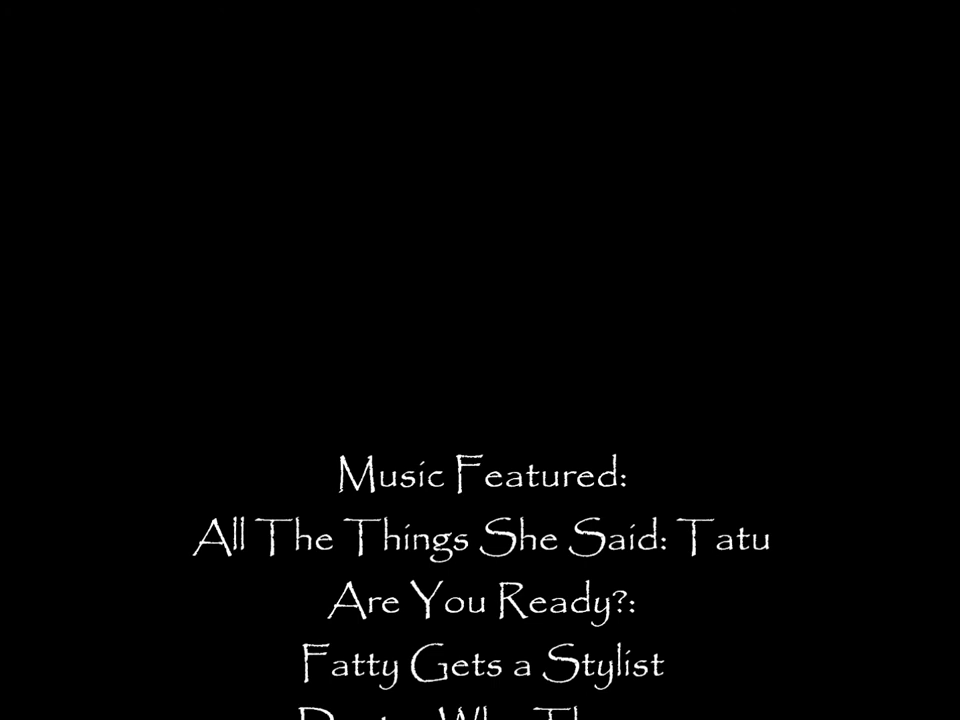 Music Featured:
All The Things She Said: Tatu
Are You Ready?:
Fatty Gets a Stylist